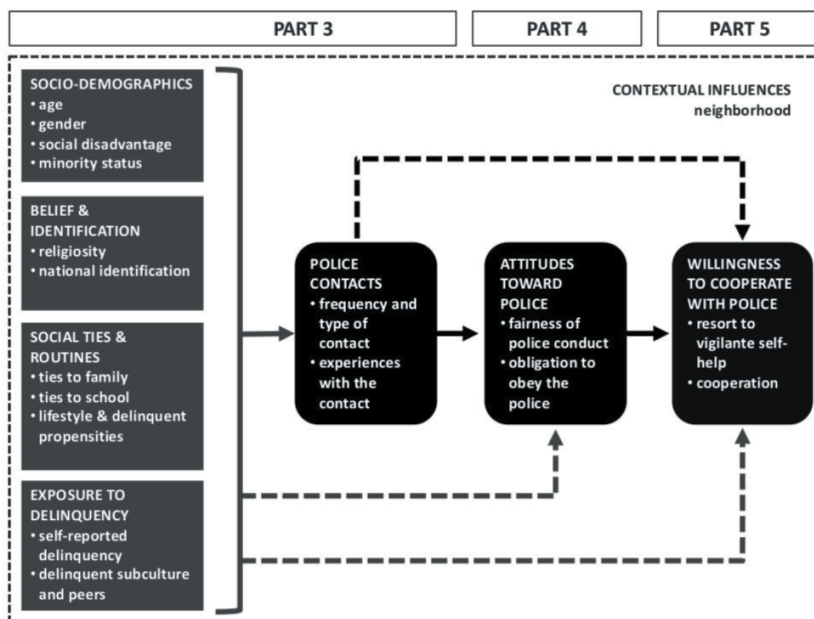 PART 3
PART 4
PART 5
CONTEXTUAL INFLUENCES
neighborhood
SOCIO-DEMOGRAPHICS
• age
• gender
• social disadvantage
• minority status
BELIEF &
IDENTIFICATION
• religiosity
• national identification
SOCIAL TIES &
ROUTINES
• ties to family
• ties to school
• lifestyle & delinquent
propensities
EXPOSURE TO
DELINQUENCY
• self-reported
delinquency
• delinquent subculture
and peers
POLICE
CONTACTS
• frequency and
type of
contact
• experiences
with the
contact
ATTITUDES
TOWARD
POLICE
• fairness of
police conduct
• obligation to
obey the
police
WILLINGNESS
TO COOPERATE
WITH POLICE
• resort to
vigilante self-
help
• cooperation